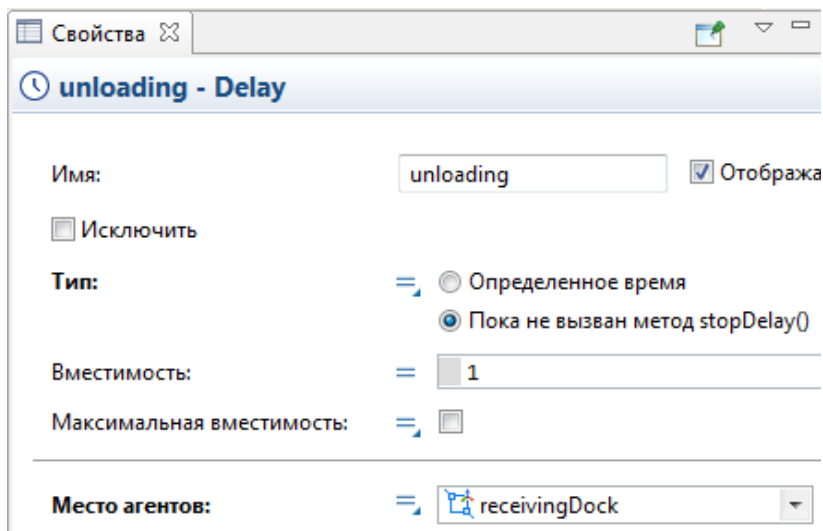 Свойства
unloading - Delay
Имя: unloading Отобража
Исключить
Тип: Определенное время
Пока не вызван метод stopDelay()
Вместимость: 1
Максимальная вместимость:
Место агентов: receivingDock